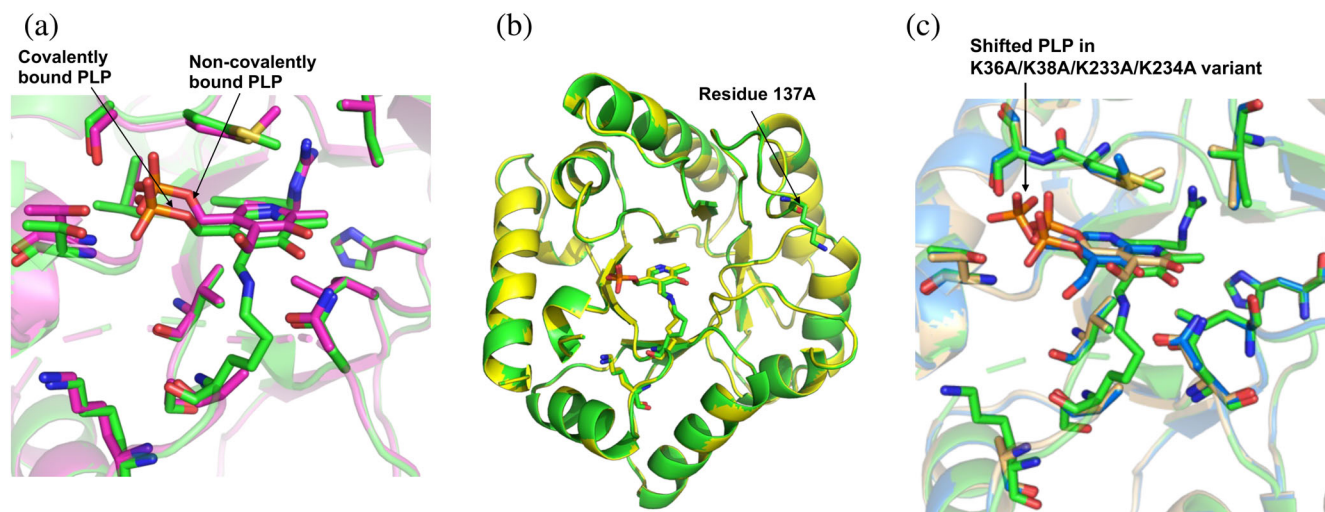 (a)
Covalently
bound PLP
Non-covalently
bound PLP
(b)
Residue 137A
(c)
Shifted PLP in
K36A/K38A/K233A/K234A variant